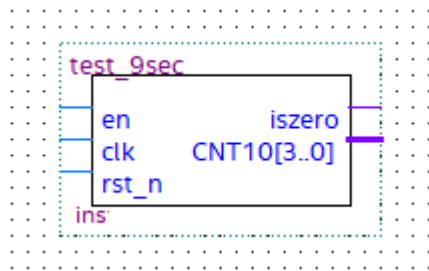 test_9sec
en iszero
clk CNT10[3..0]
rst_n
ins